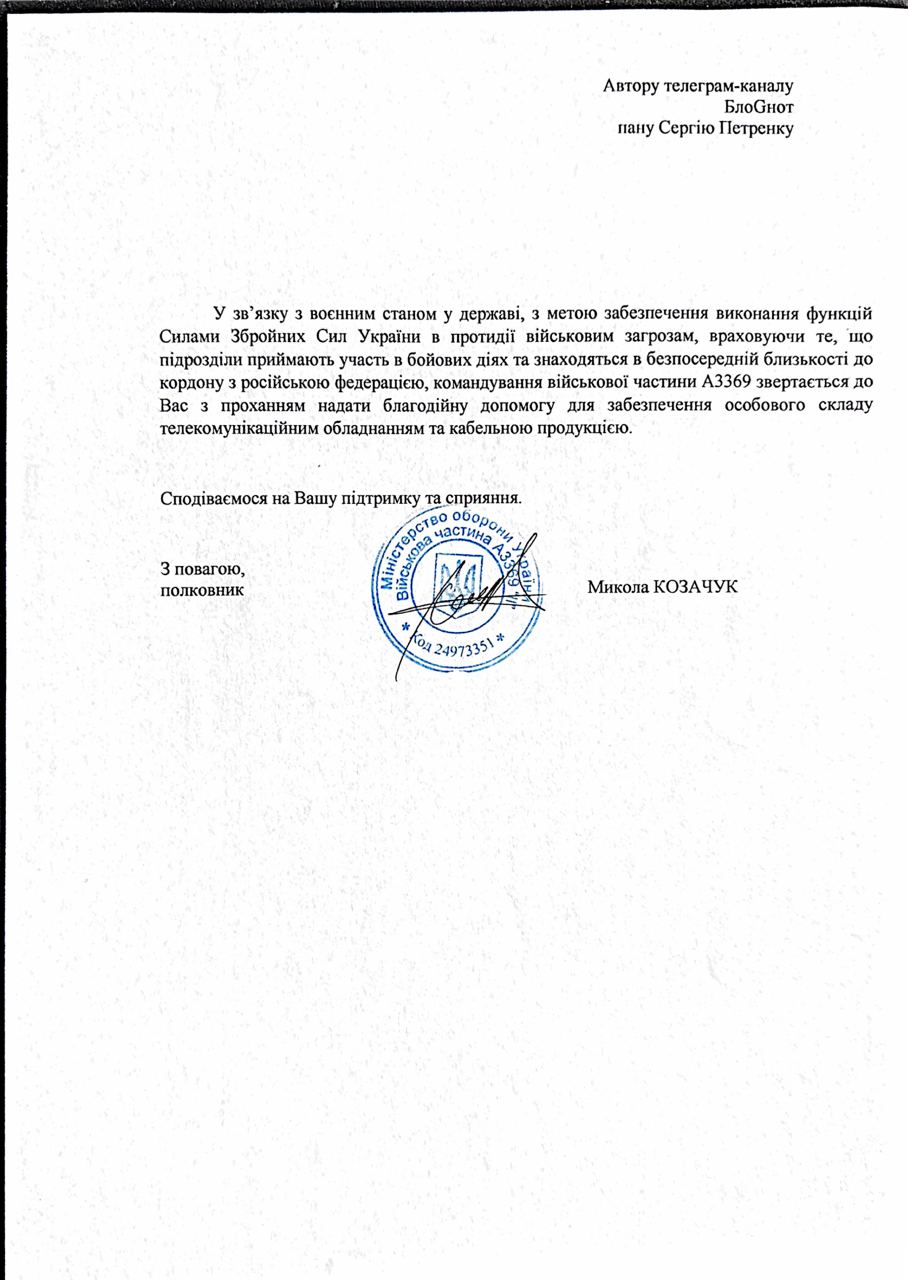 Автору телеграм-каналу
БлоGнот
пану Сергію Петренку
У зв’язку з воєнним станом у державі, з метою забезпечення виконання функцій
Силами Збройних Сил України в протидії військовим загрозам, враховуючи те, що
підрозділи приймають участь в бойових діях та знаходяться в безпосередній близькості до
кордону з російською федерацією, командування військової частини А3369 звертається до
Вас з проханням надати благодійну допомогу для забезпечення особового складу
телекомунікаційним обладнанням та кабельною продукцією.
Сподіваємося на Вашу підтримку та сприяння.
З повагою,
полковник
Микола КОЗАЧУК
Міністерство оборони України
Військова частина А3369
* Код 24973351 *